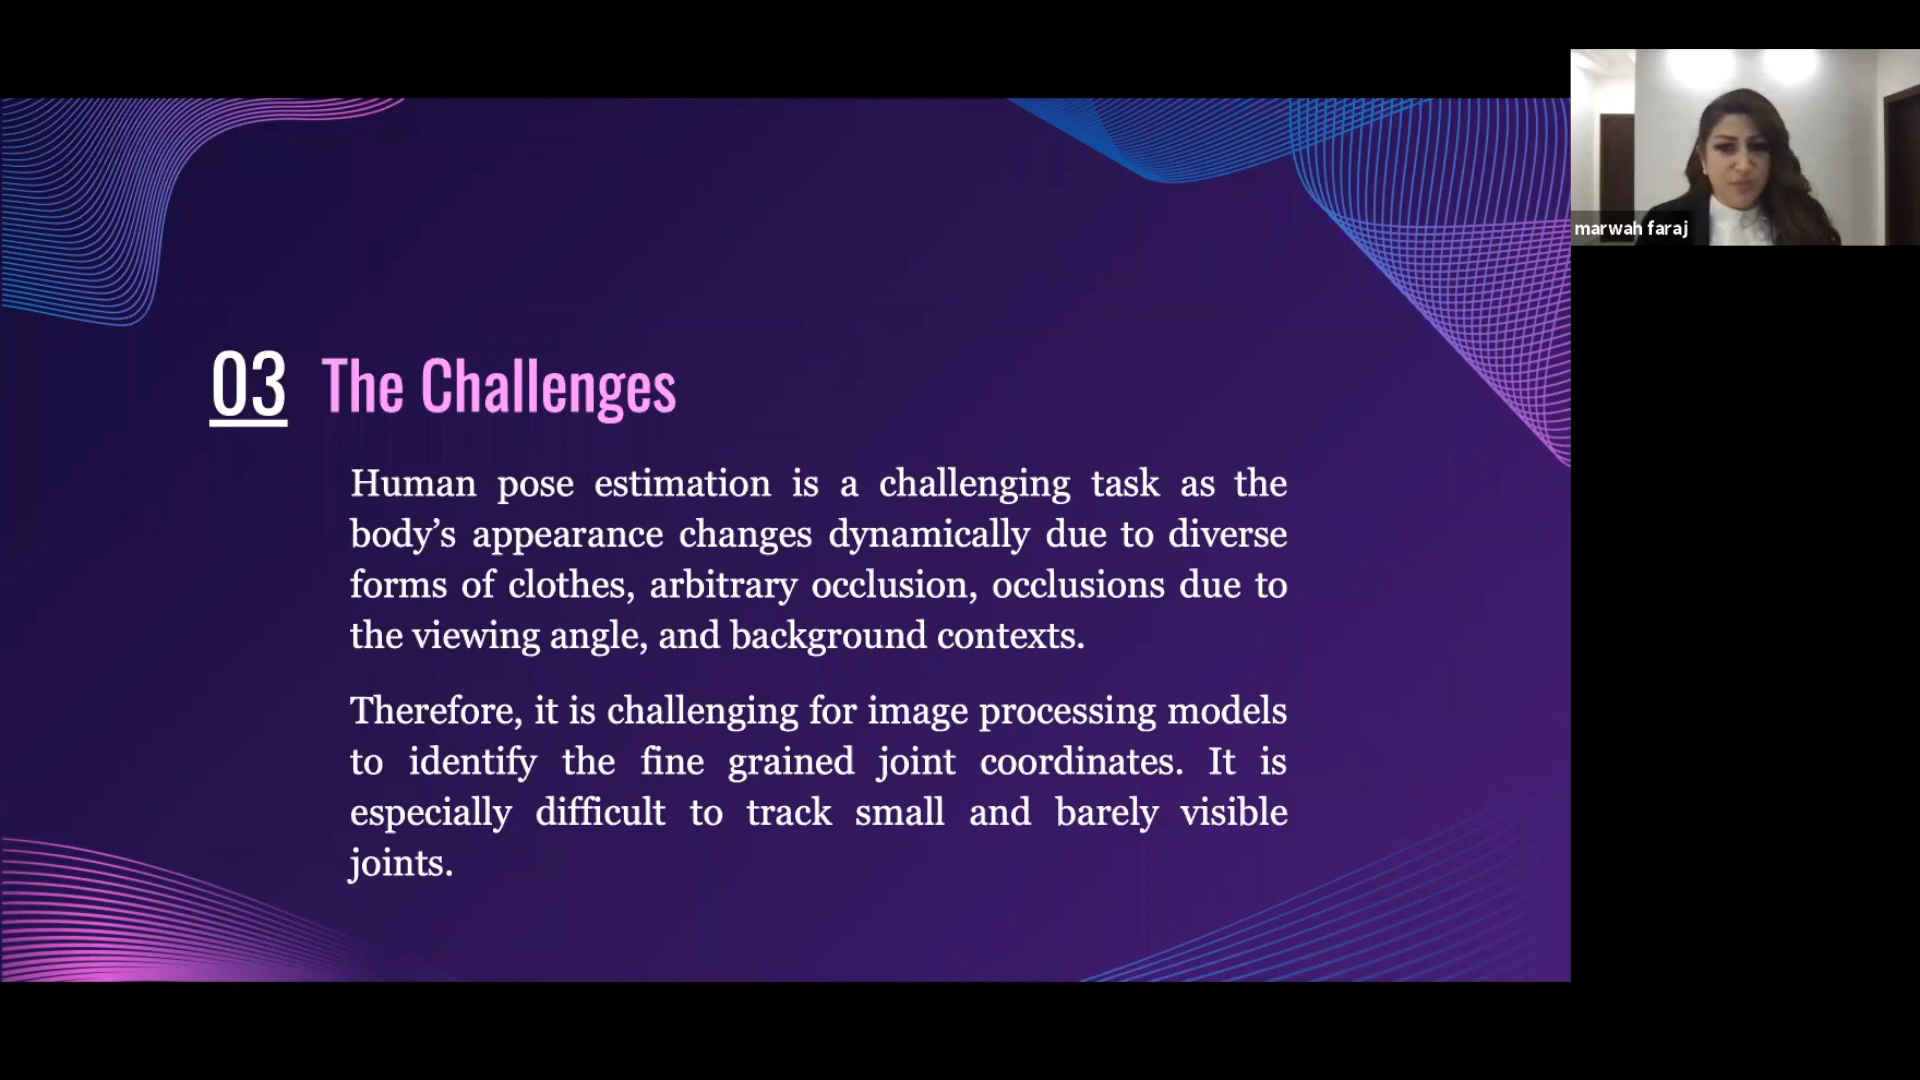 03 The Challenges
Human pose estimation is a challenging task as the
body’s appearance changes dynamically due to diverse
forms of clothes, arbitrary occlusion, occlusions due to
the viewing angle, and background contexts.
Therefore, it is challenging for image processing models
to identify the fine grained joint coordinates. It is
especially difficult to track small and barely visible
joints.
marwah faraj